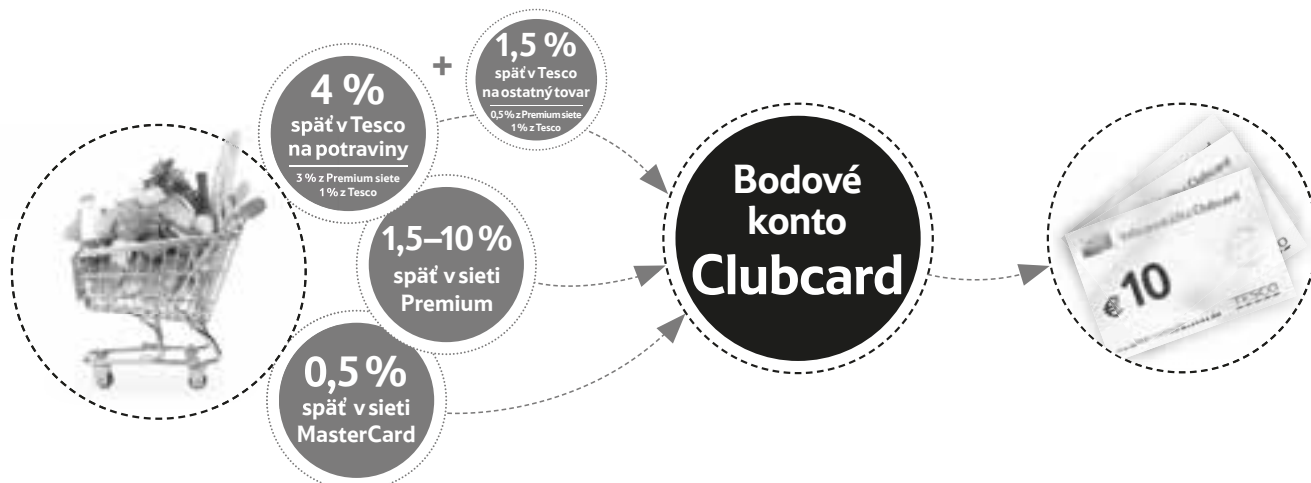 4 %
späť v Tesco
na potraviny
3 % z Premium siete
1 % z Tesco
+
1,5 %
späť v Tesco
na ostatný tovar
0,5 % z Premium siete
1 % z Tesco
1,5–10 %
späť v sieti
Premium
0,5 %
späť v sieti
MasterCard
Bodové
konto
Clubcard
Clubcard
Clubcard
€10
TESCO